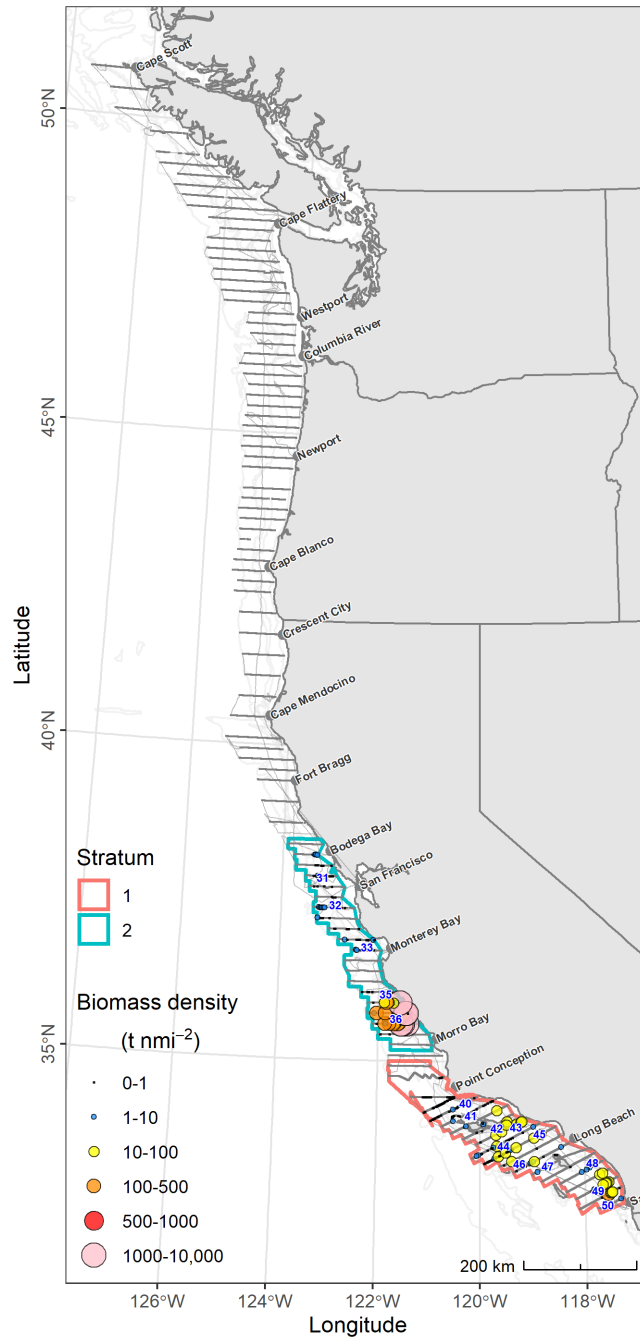 Cape Scott
50°N
Cape Flattery
Westport
Columbia River
45°N
Newport
Cape Blanco
Latitude
Crescent City
Cape Mendocino
40°N
Fort Bragg
Bodega Bay
Stratum
San Francisco
31
1
32
2
33
Monterey Bay
Biomass density
35
(t nmi−2)
36
35°N
Morro Bay
0-1
Point Conception
1-10
40
41
10-100
42
43
45
Long Beach
44
100-500
46
47
48
49
500-1000
50
1000-10,000
200 km
126°W
124°W
122°W
120°W
118°W
Longitude